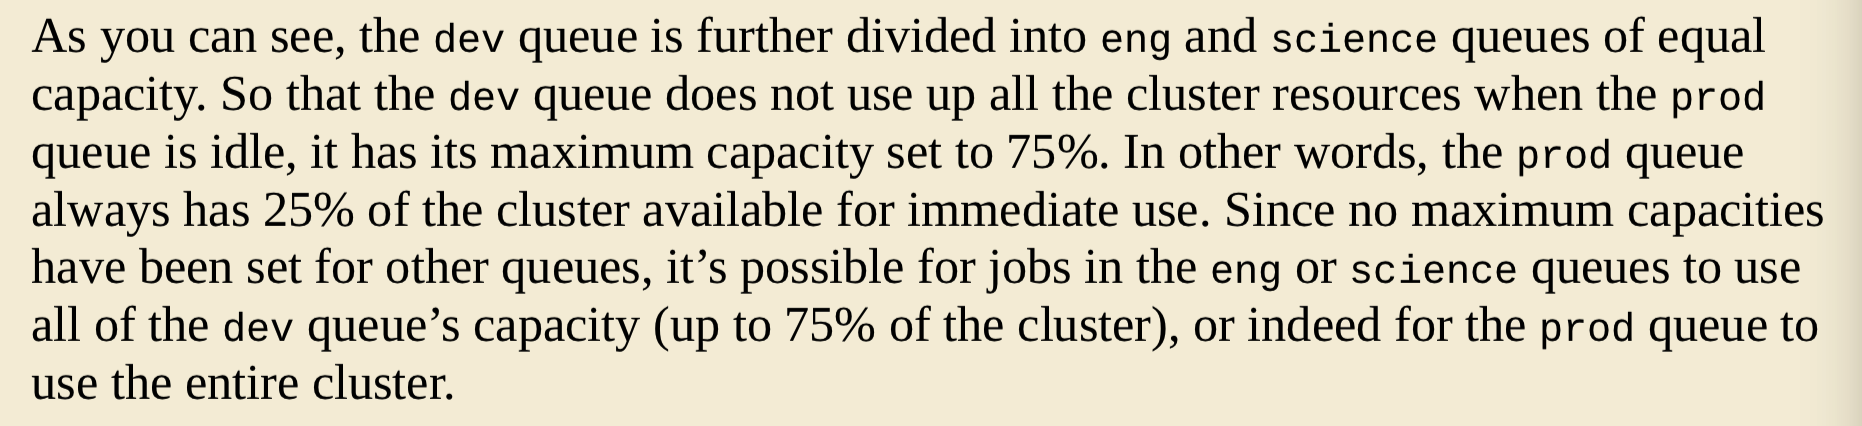 As you can see, the dev queue is further divided into eng and science queues of equal
capacity. So that the dev queue does not use up all the cluster resources when the prod
queue is idle, it has its maximum capacity set to 75%. In other words, the prod queue
always has 25% of the cluster available for immediate use. Since no maximum capacities
have been set for other queues, it’s possible for jobs in the eng or science queues to use
all of the dev queue’s capacity (up to 75% of the cluster), or indeed for the prod queue to
use the entire cluster.